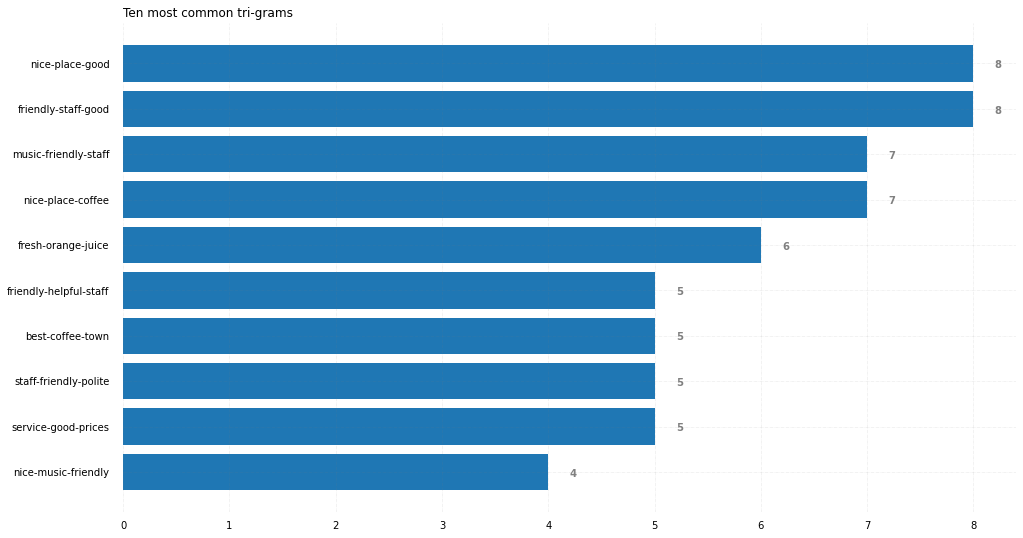 Ten most common tri-grams
nice-place-good 8
friendly-staff-good 8
music-friendly-staff 7
nice-place-coffee 7
fresh-orange-juice 6
friendly-helpful-staff 5
best-coffee-town 5
staff-friendly-polite 5
service-good-prices 5
nice-music-friendly 4
0 1 2 3 4 5 6 7 8